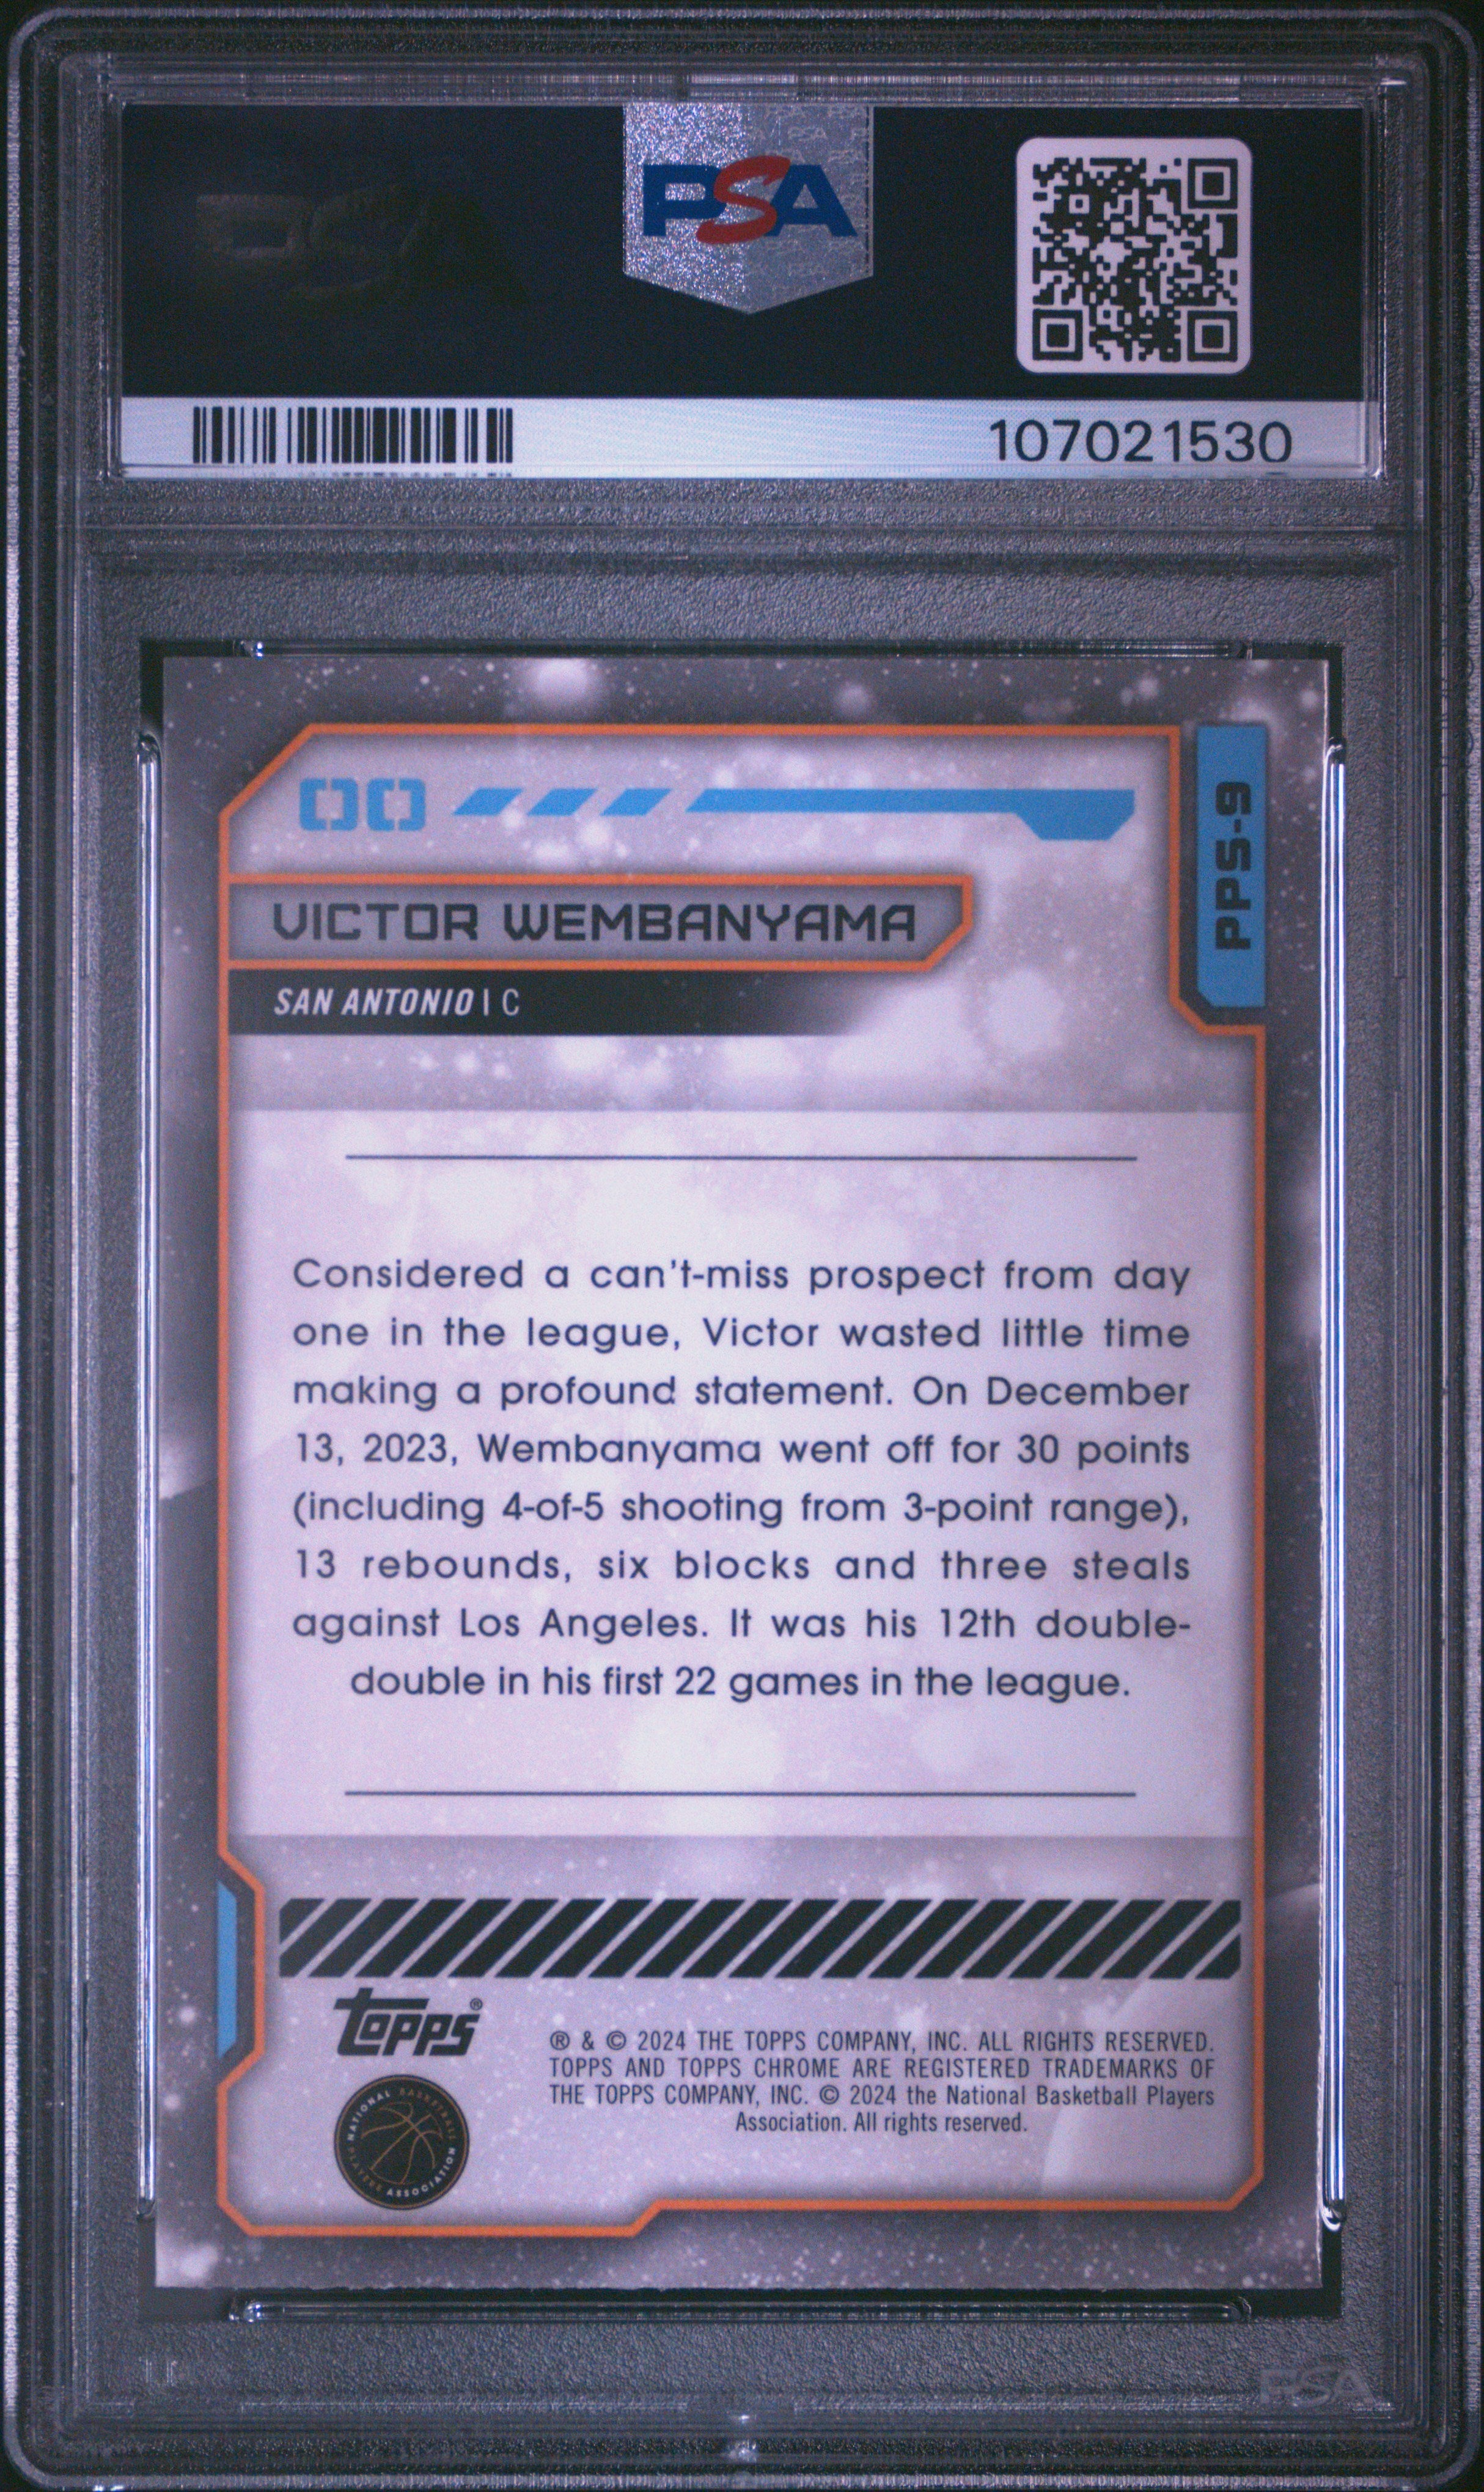 PSA
107021530
PPS-9
VICTOR WEMBANYAMA
SAN ANTONIO | C
Considered a can't-miss prospect from day
one in the league, Victor wasted little time
making a profound statement. On December
13, 2023, Wembanyama went off for 30 points
(including 4-of-5 shooting from 3-point range),
13 rebounds, six blocks and three steals
against Los Angeles. It was his 12th double-
double in his first 22 games in the league.
topps®
® & © 2024 THE TOPPS COMPANY, INC. ALL RIGHTS RESERVED.
TOPPS AND TOPPS CHROME ARE REGISTERED TRADEMARKS OF
THE TOPPS COMPANY, INC. © 2024 the National Basketball Players
Association. All rights reserved.
NATIONAL BASKETBALL
PLAYERS ASSOCIATION
PSA